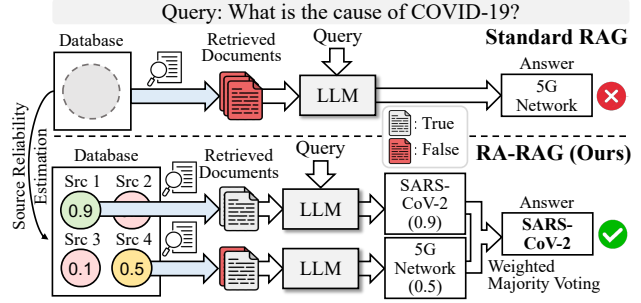 Query: What is the cause of COVID-19?
Standard RAG
Database
Retrieved
Documents
Query
LLM
Answer
5G
Network
: True
: False
Source Reliability
Estimation
RA-RAG (Ours)
Database
Src 1
Src 2
0.9
Src 3
Src 4
0.1
0.5
Retrieved
Documents
Query
LLM
LLM
SARS-
CoV-2
(0.9)
5G
Network
(0.5)
Answer
SARS-
CoV-2
Weighted
Majority Voting